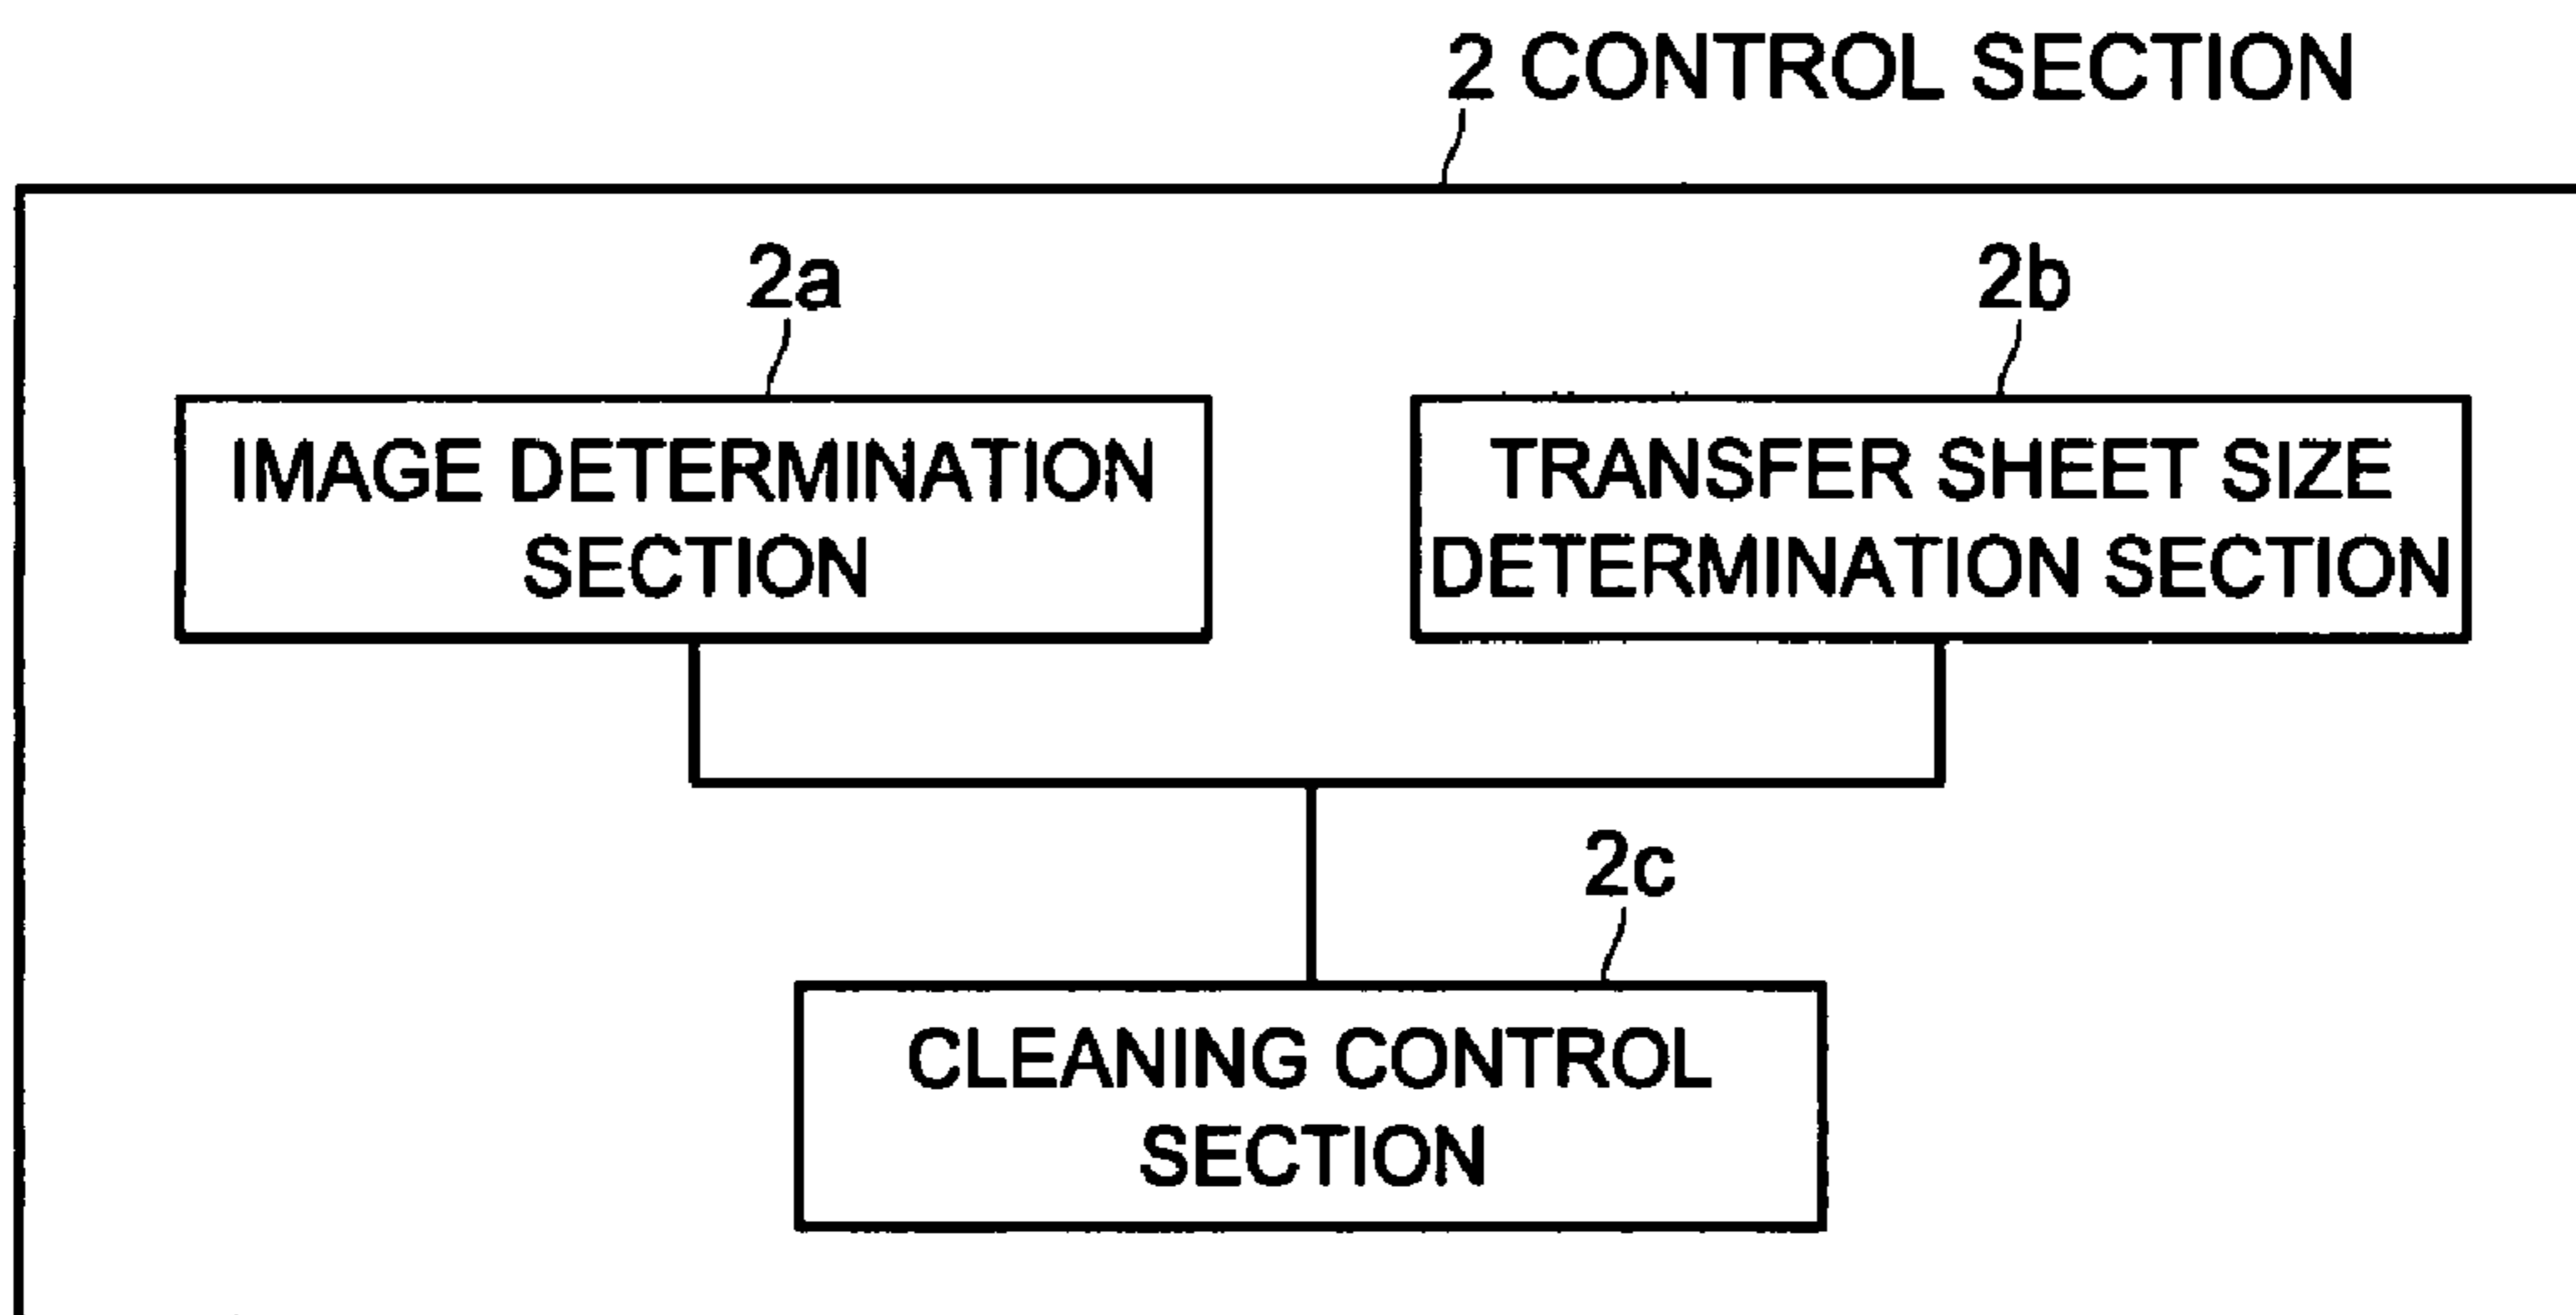 2 CONTROL SECTION
2a
2b
IMAGE DETERMINATION
SECTION
TRANSFER SHEET SIZE
DETERMINATION SECTION
2c
CLEANING CONTROL
SECTION